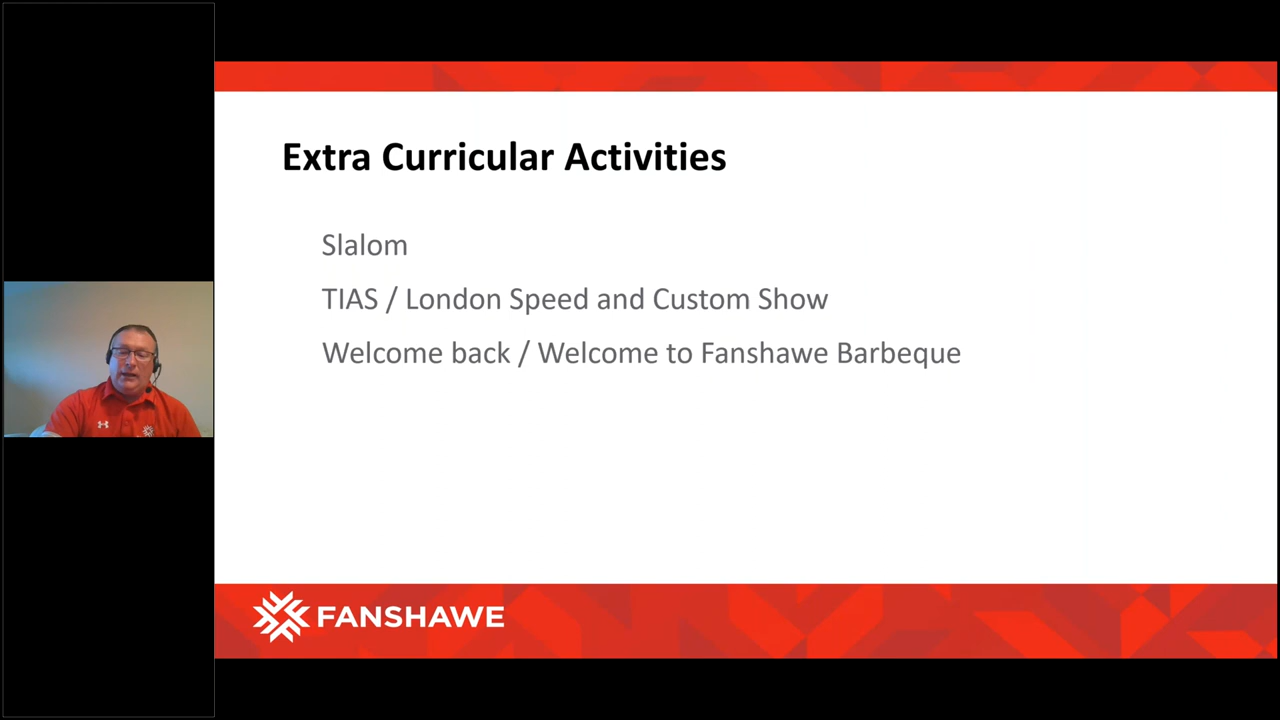 Extra Curricular Activities
Slalom
TIAS / London Speed and Custom Show
Welcome back / Welcome to Fanshawe Barbeque
FANSHAWE